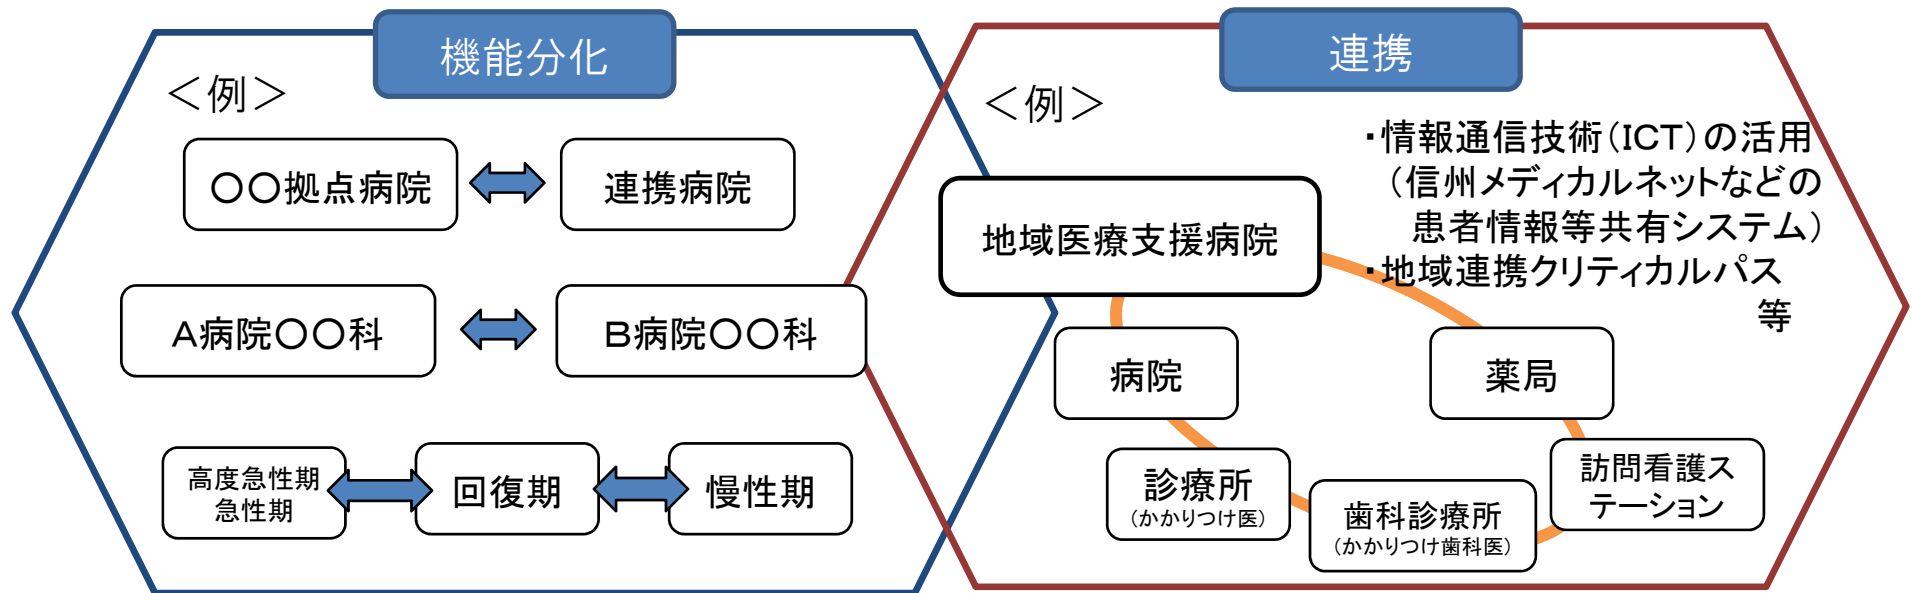 機能分化
＜例＞
〇〇拠点病院
連携病院
A病院〇〇科
B病院〇〇科
高度急性期
急性期
回復期
慢性期
連携
＜例＞
・情報通信技術（ICT）の活用
（信州メディカルネットなどの
患者情報等共有システム）
・地域連携クリティカルパス
等
地域医療支援病院
病院
薬局
診療所
（かかりつけ医）
歯科診療所
（かかりつけ歯科医）
訪問看護ス
テーション